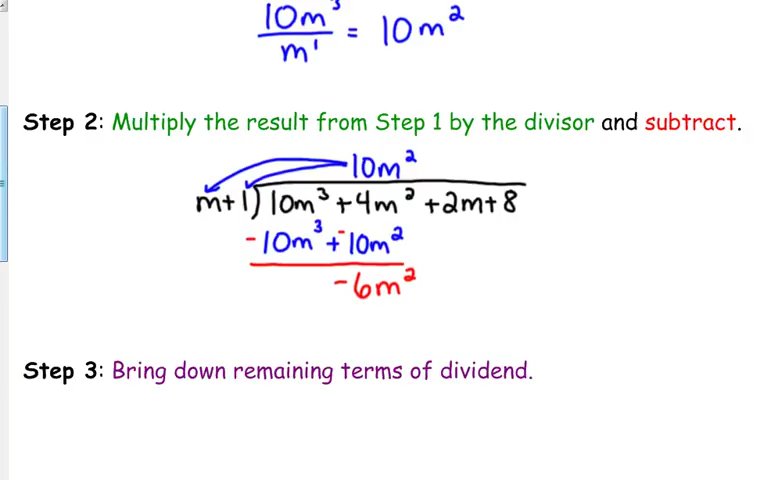 10m³/m¹ = 10m²
Step 2: Multiply the result from Step 1 by the divisor and subtract.
10m²
m+1)10m³+4m²+2m+8
-10m³+-10m²
-6m²
Step 3: Bring down remaining terms of dividend.